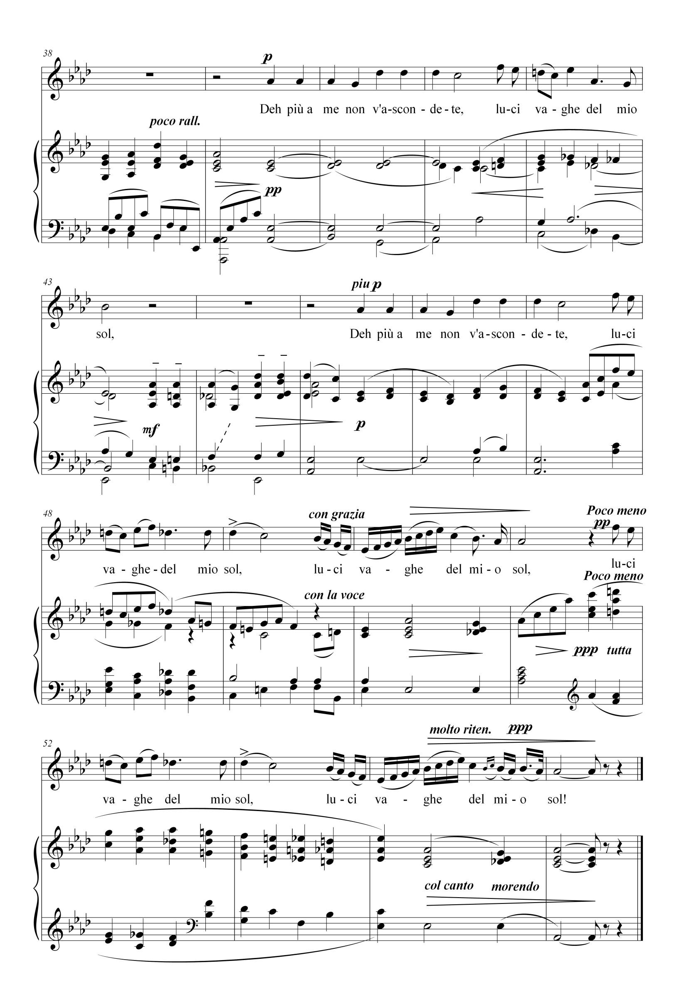 38
p
Deh più a me non v'a-scon - de - te, lu-ci va - ghe del mio
poco rall.
pp
43
piu p
sol, Deh più a me non v'a-scon - de - te, lu-ci
mf
p
48
con grazia
Poco meno
pp
va - ghe - del mio sol, lu - ci va - ghe del mi - o sol, lu-ci
Poco meno
con la voce
ppp tutta
52
molto riten. ppp
va - ghe del mio sol, lu - ci va - ghe del mi - o sol!
col canto morendo